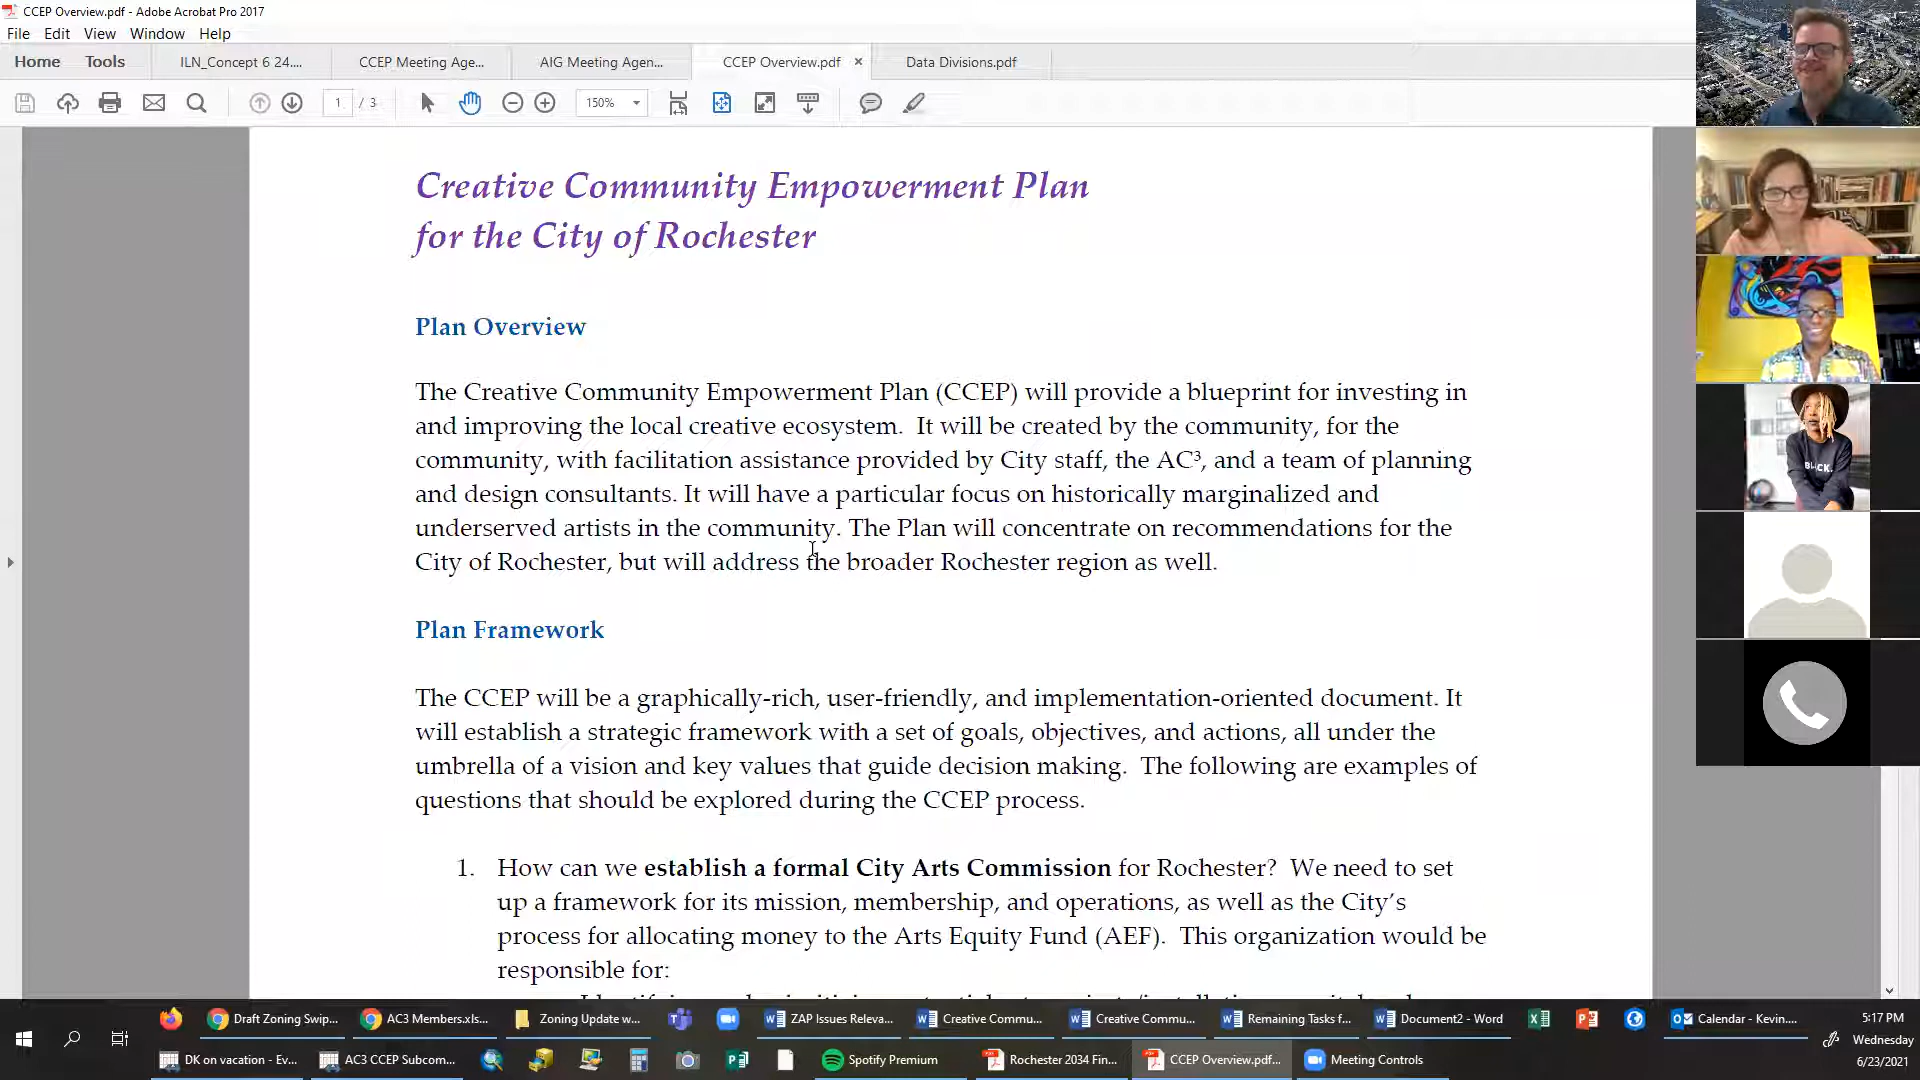 CCEP Overview.pdf - Adobe Acrobat Pro 2017
File Edit View Window Help
Home Tools ILN_Concept 6 24.... CCEP Meeting Age... AIG Meeting Agen... CCEP Overview.pdf × Data Divisions.pdf
1 / 3 150%
Creative Community Empowerment Plan
for the City of Rochester
Plan Overview
The Creative Community Empowerment Plan (CCEP) will provide a blueprint for investing in
and improving the local creative ecosystem.  It will be created by the community, for the
community, with facilitation assistance provided by City staff, the AC³, and a team of planning
and design consultants. It will have a particular focus on historically marginalized and
underserved artists in the community. The Plan will concentrate on recommendations for the
City of Rochester, but will address the broader Rochester region as well.
Plan Framework
The CCEP will be a graphically-rich, user-friendly, and implementation-oriented document. It
will establish a strategic framework with a set of goals, objectives, and actions, all under the
umbrella of a vision and key values that guide decision making.  The following are examples of
questions that should be explored during the CCEP process.
1. How can we establish a formal City Arts Commission for Rochester?  We need to set
up a framework for its mission, membership, and operations, as well as the City’s
process for allocating money to the Arts Equity Fund (AEF).  This organization would be
responsible for:
Draft Zoning Swip... AC3 Members.xls... Zoning Update w... ZAP Issues Releva... Creative Commu... Creative Commu... Remaining Tasks f... Document2 - Word Calendar - Kevin....
5:17 PM
Wednesday
DK on vacation - Ev... AC3 CCEP Subcom... Spotify Premium Rochester 2034 Fin... CCEP Overview.pdf... Meeting Controls
6/23/2021